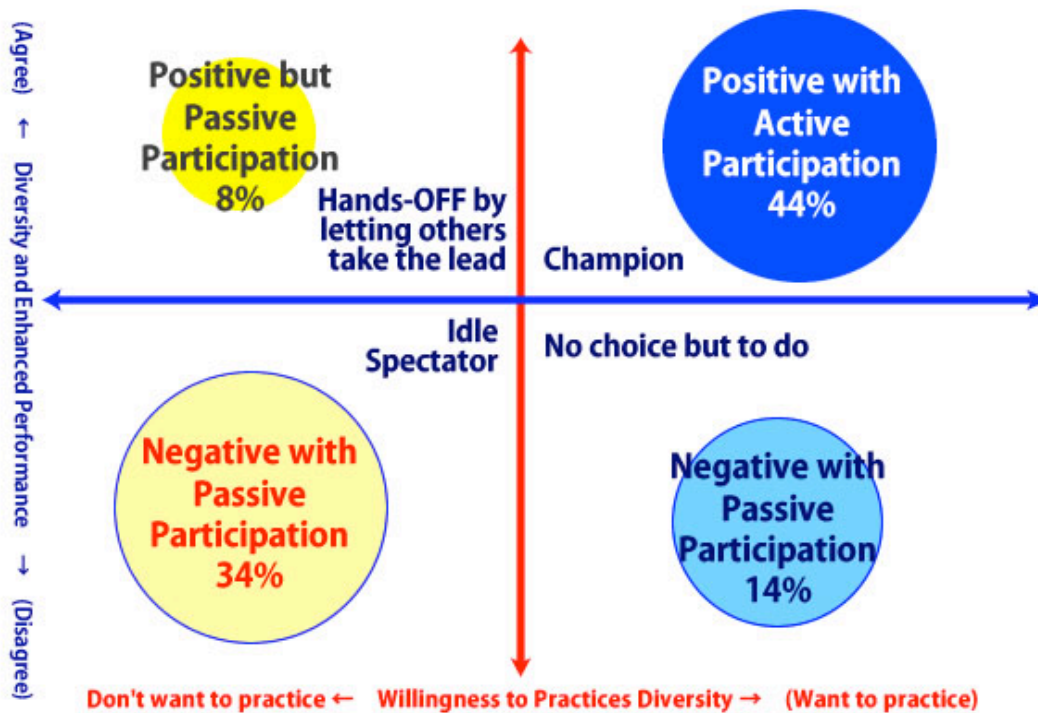 (Agree) ← Diversity and Enhanced Performance → (Disagree)
Positive but
Passive
Participation
8%
Hands-OFF by
letting others
take the lead
Positive with
Active
Participation
44%
Champion
Idle
Spectator
No choice but to do
Negative with
Passive
Participation
34%
Negative with
Passive
Participation
14%
Don't want to practice ← Willingness to Practices Diversity → (Want to practice)